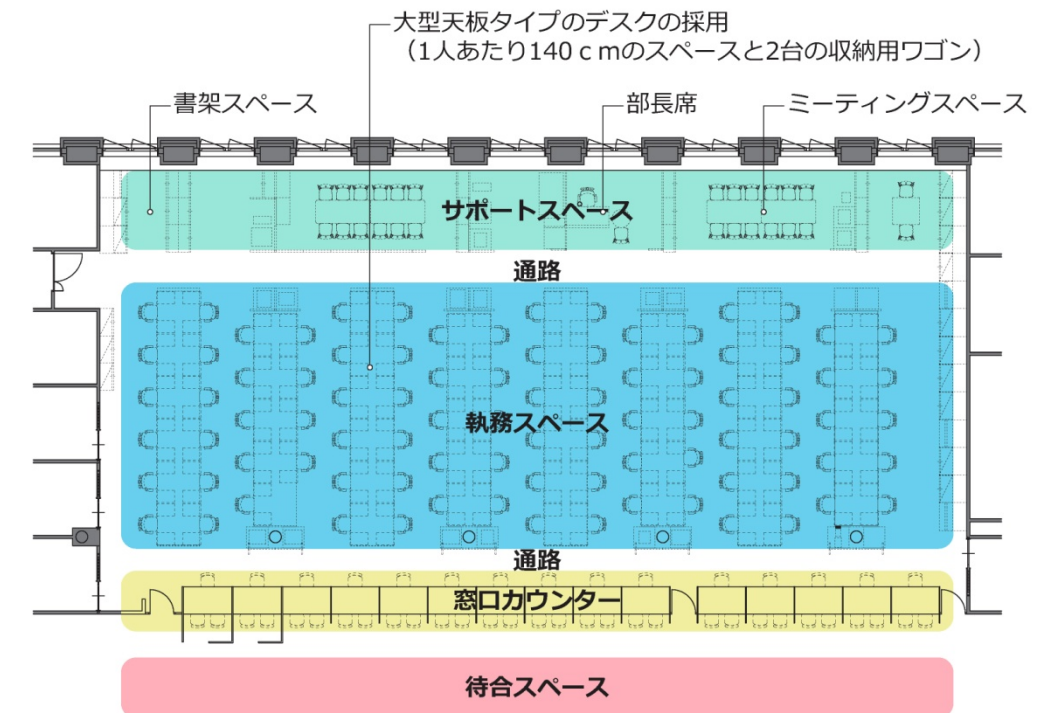 大型天板タイプのデスクの採用
（1人あたり140ｃｍのスペースと2台の収納用ワゴン）
書架スペース
部長席
ミーティングスペース
サポートスペース
通路
執務スペース
通路
窓口カウンター
待合スペース